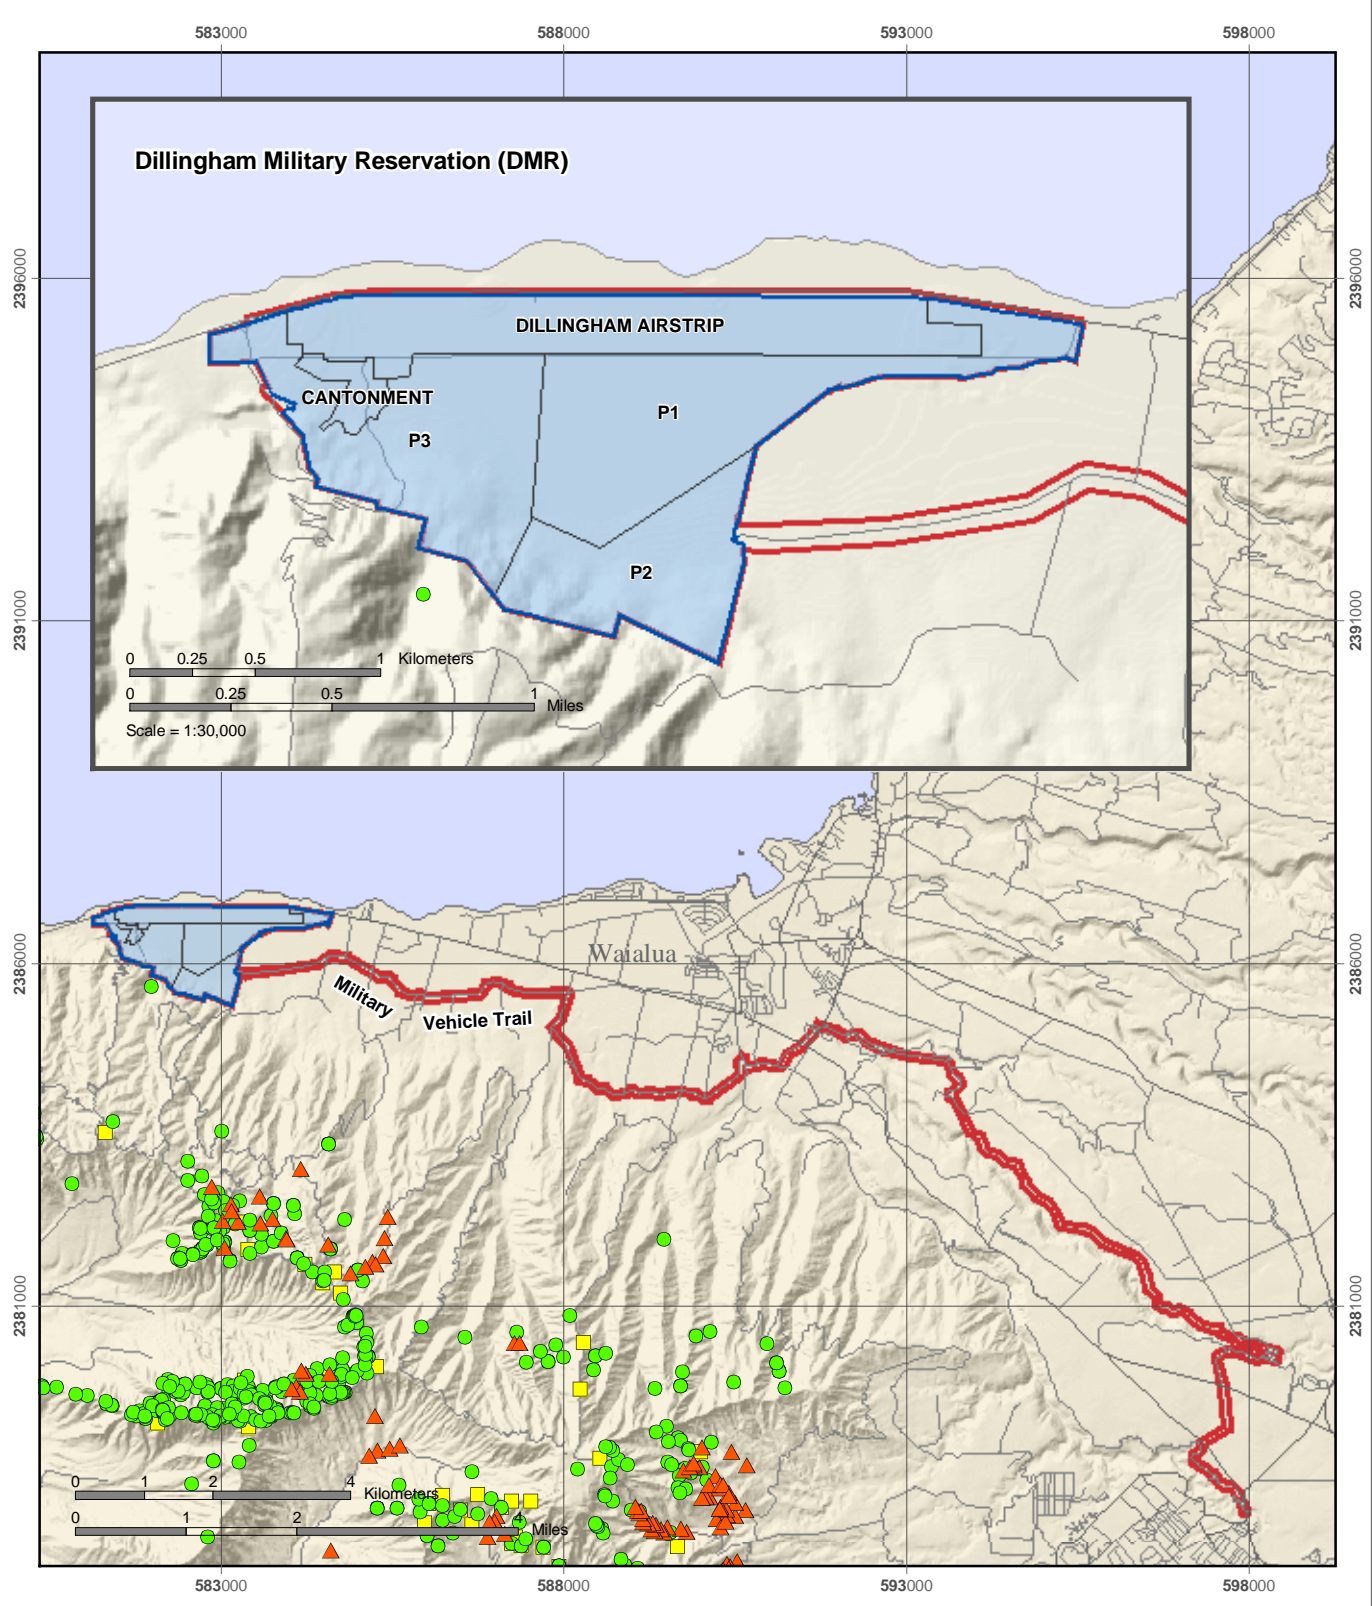 583000 588000 593000 598000
Dillingham Military Reservation (DMR)
2396000 2396000
DILLINGHAM AIRSTRIP
CANTONMENT
P1
P3
P2
2391000 2391000
0 0.25 0.5 1 Kilometers
0 0.25 0.5 1 Miles
Scale = 1:30,000
Waialua
2386000 2386000
Military
Vehicle Trail
2381000 2381000
0 1 2 4 Kilometers
0 1 2 4 Miles
583000 588000 593000 598000